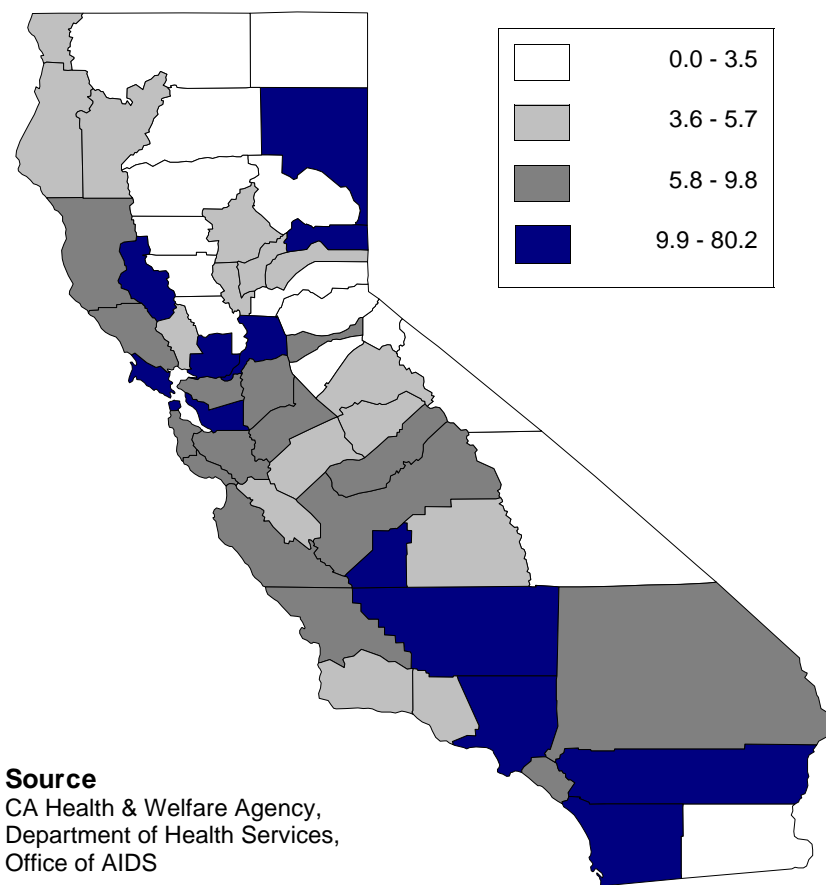 0.0 - 3.5
3.6 - 5.7
5.8 - 9.8
9.9 - 80.2
Source
CA Health & Welfare Agency,
Department of Health Services,
Office of AIDS